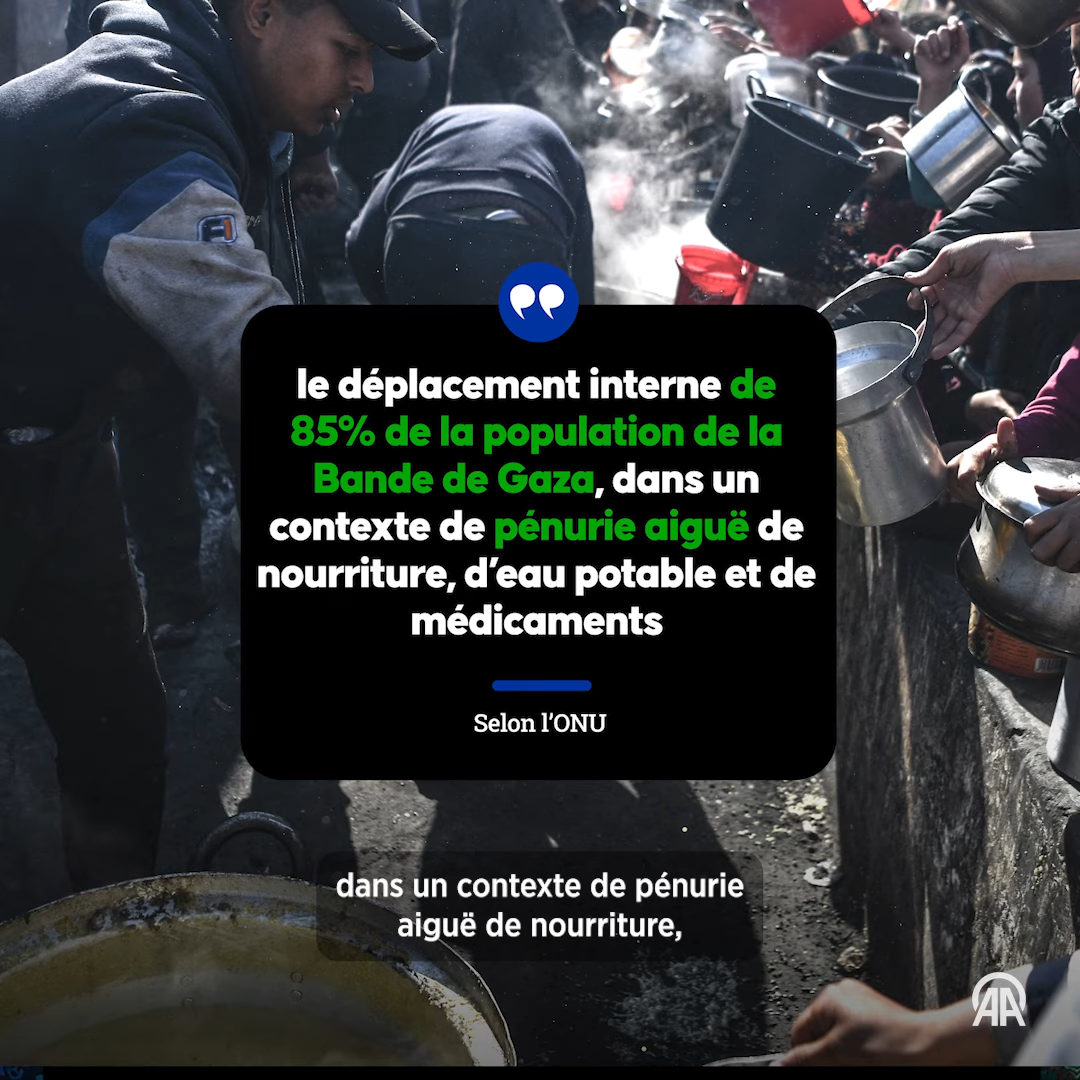 le déplacement interne de
85% de la population de la
Bande de Gaza, dans un
contexte de pénurie aiguë de
nourriture, d’eau potable et de
médicaments
Selon l’ONU
dans un contexte de pénurie
aiguë de nourriture,
AA